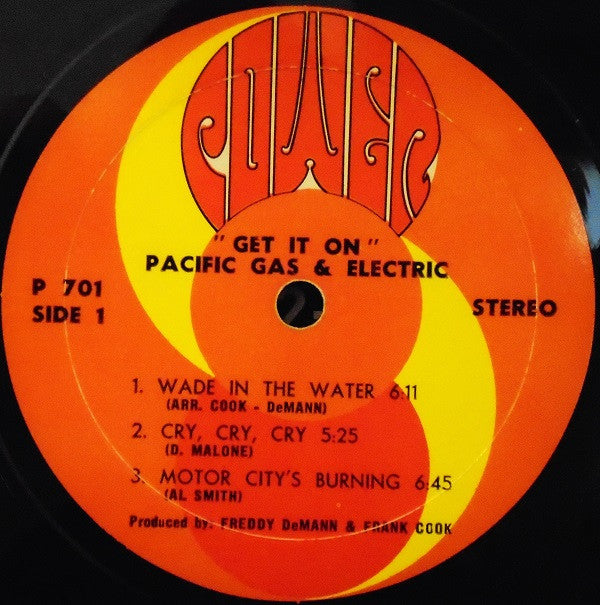 POWER
"GET IT ON"
PACIFIC GAS & ELECTRIC
P 701
SIDE 1
STEREO
1. WADE IN THE WATER 6:11
(ARR. COOK - DeMANN)
2. CRY, CRY, CRY 5:25
(D. MALONE)
3. MOTOR CITY'S BURNING 6:45
(AL SMITH)
Produced by: FREDDY DeMANN & FRANK COOK